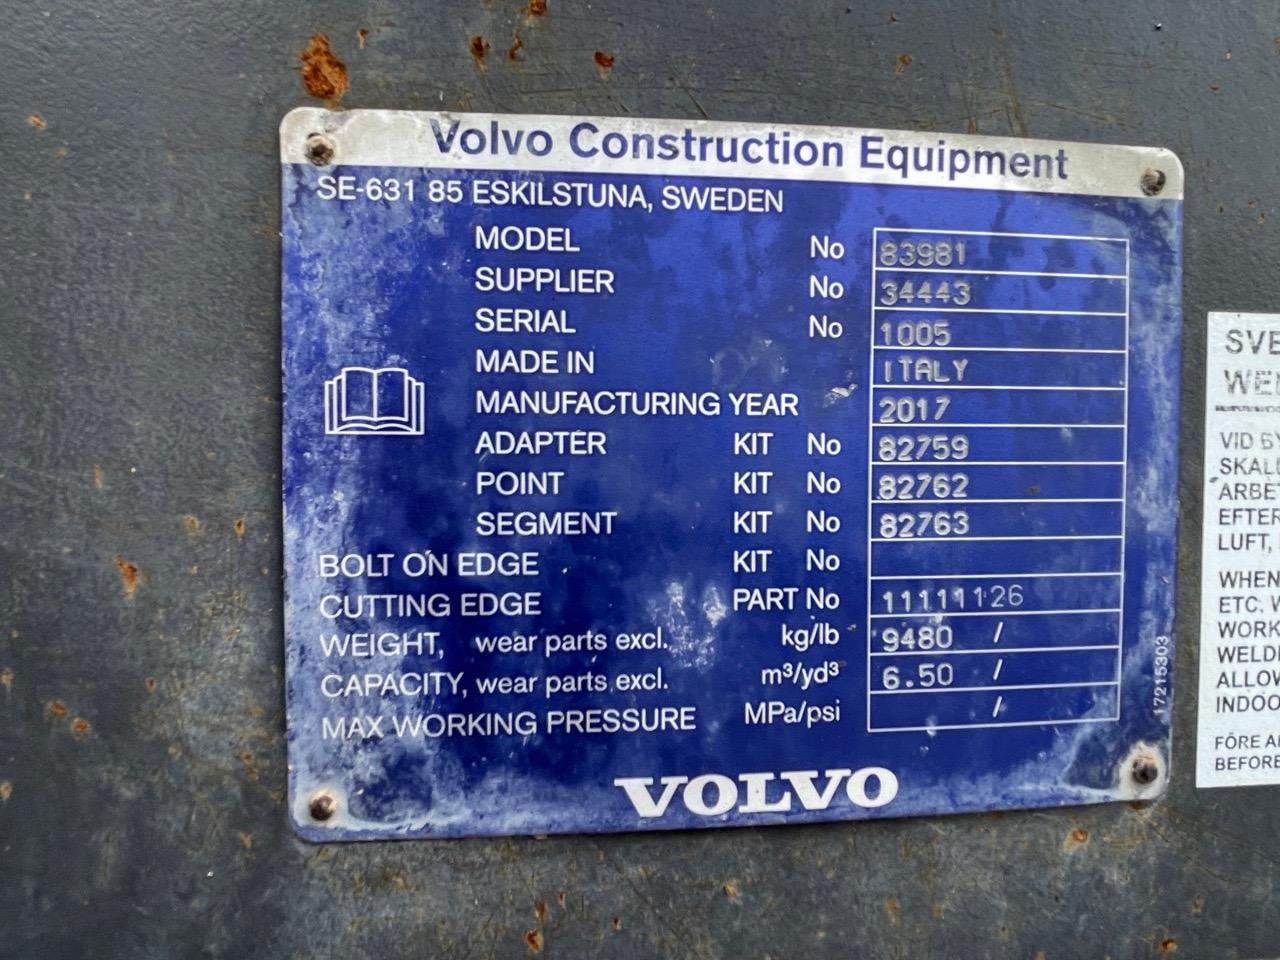 Volvo Construction Equipment
SE-631 85 ESKILSTUNA, SWEDEN
MODEL No 83981
SUPPLIER No 34443
SERIAL No 1005
MADE IN ITALY
MANUFACTURING YEAR 2017
ADAPTER KIT No 82759
POINT KIT No 82762
SEGMENT KIT No 82763
BOLT ON EDGE KIT No
CUTTING EDGE PART No 11111126
WEIGHT, wear parts excl. kg/lb 9480 /
CAPACITY, wear parts excl. m³/yd³ 6.50 /
MAX WORKING PRESSURE MPa/psi /
VOLVO
17215303
SVE
WE
VID BY
SKALL
ARBE
EFTER
LUFT,
WHEN
ETC. W
WORK
WELDI
ALLOW
INDOO
FÖRE A
BEFORE